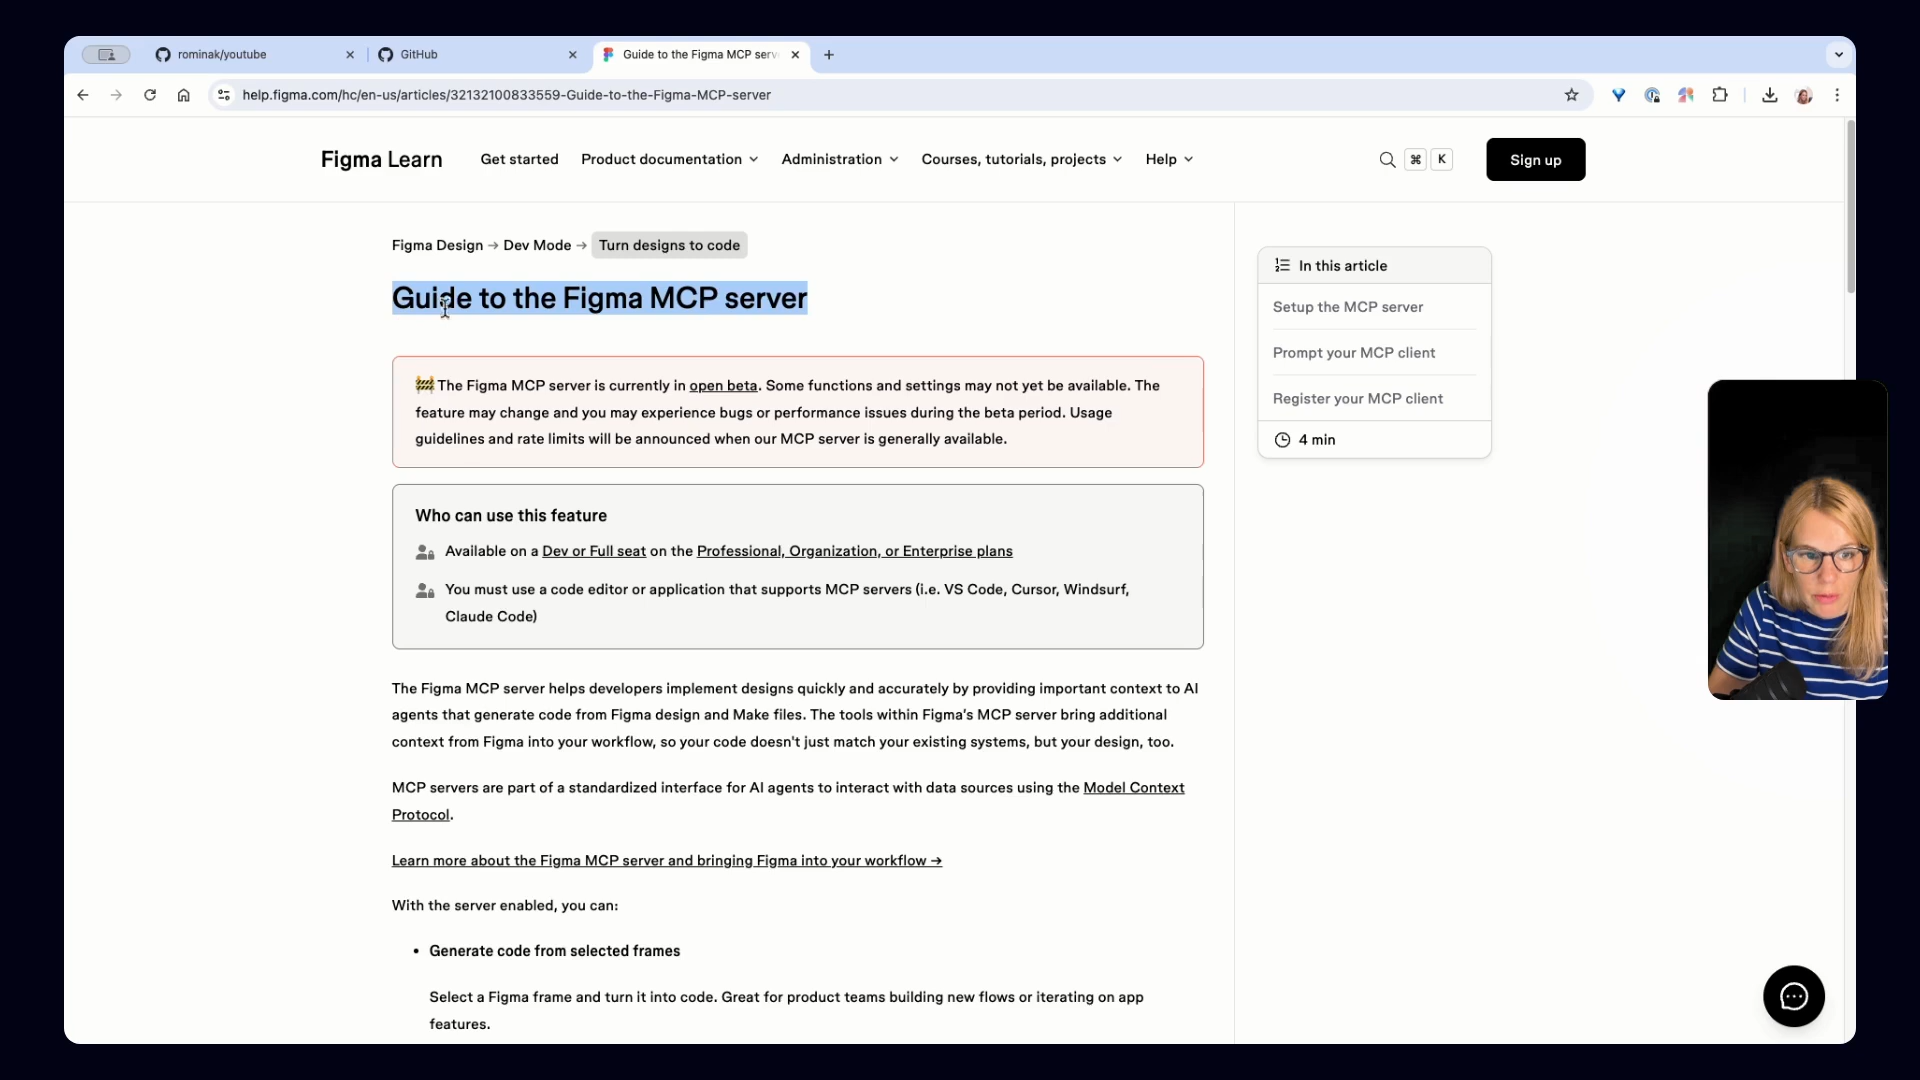 rominak/youtube
GitHub
Guide to the Figma MCP serv
help.figma.com/hc/en-us/articles/32132100833559-Guide-to-the-Figma-MCP-server
Figma Learn
Get started
Product documentation
Administration
Courses, tutorials, projects
Help
⌘ K
Sign up
Figma Design → Dev Mode → Turn designs to code
Guide to the Figma MCP server
🚧 The Figma MCP server is currently in open beta. Some functions and settings may not yet be available. The
feature may change and you may experience bugs or performance issues during the beta period. Usage
guidelines and rate limits will be announced when our MCP server is generally available.
Who can use this feature
Available on a Dev or Full seat on the Professional, Organization, or Enterprise plans
You must use a code editor or application that supports MCP servers (i.e. VS Code, Cursor, Windsurf,
Claude Code)
The Figma MCP server helps developers implement designs quickly and accurately by providing important context to AI
agents that generate code from Figma design and Make files. The tools within Figma's MCP server bring additional
context from Figma into your workflow, so your code doesn't just match your existing systems, but your design, too.
MCP servers are part of a standardized interface for AI agents to interact with data sources using the Model Context
Protocol.
Learn more about the Figma MCP server and bringing Figma into your workflow →
With the server enabled, you can:
• Generate code from selected frames
Select a Figma frame and turn it into code. Great for product teams building new flows or iterating on app
features.
In this article
Setup the MCP server
Prompt your MCP client
Register your MCP client
4 min